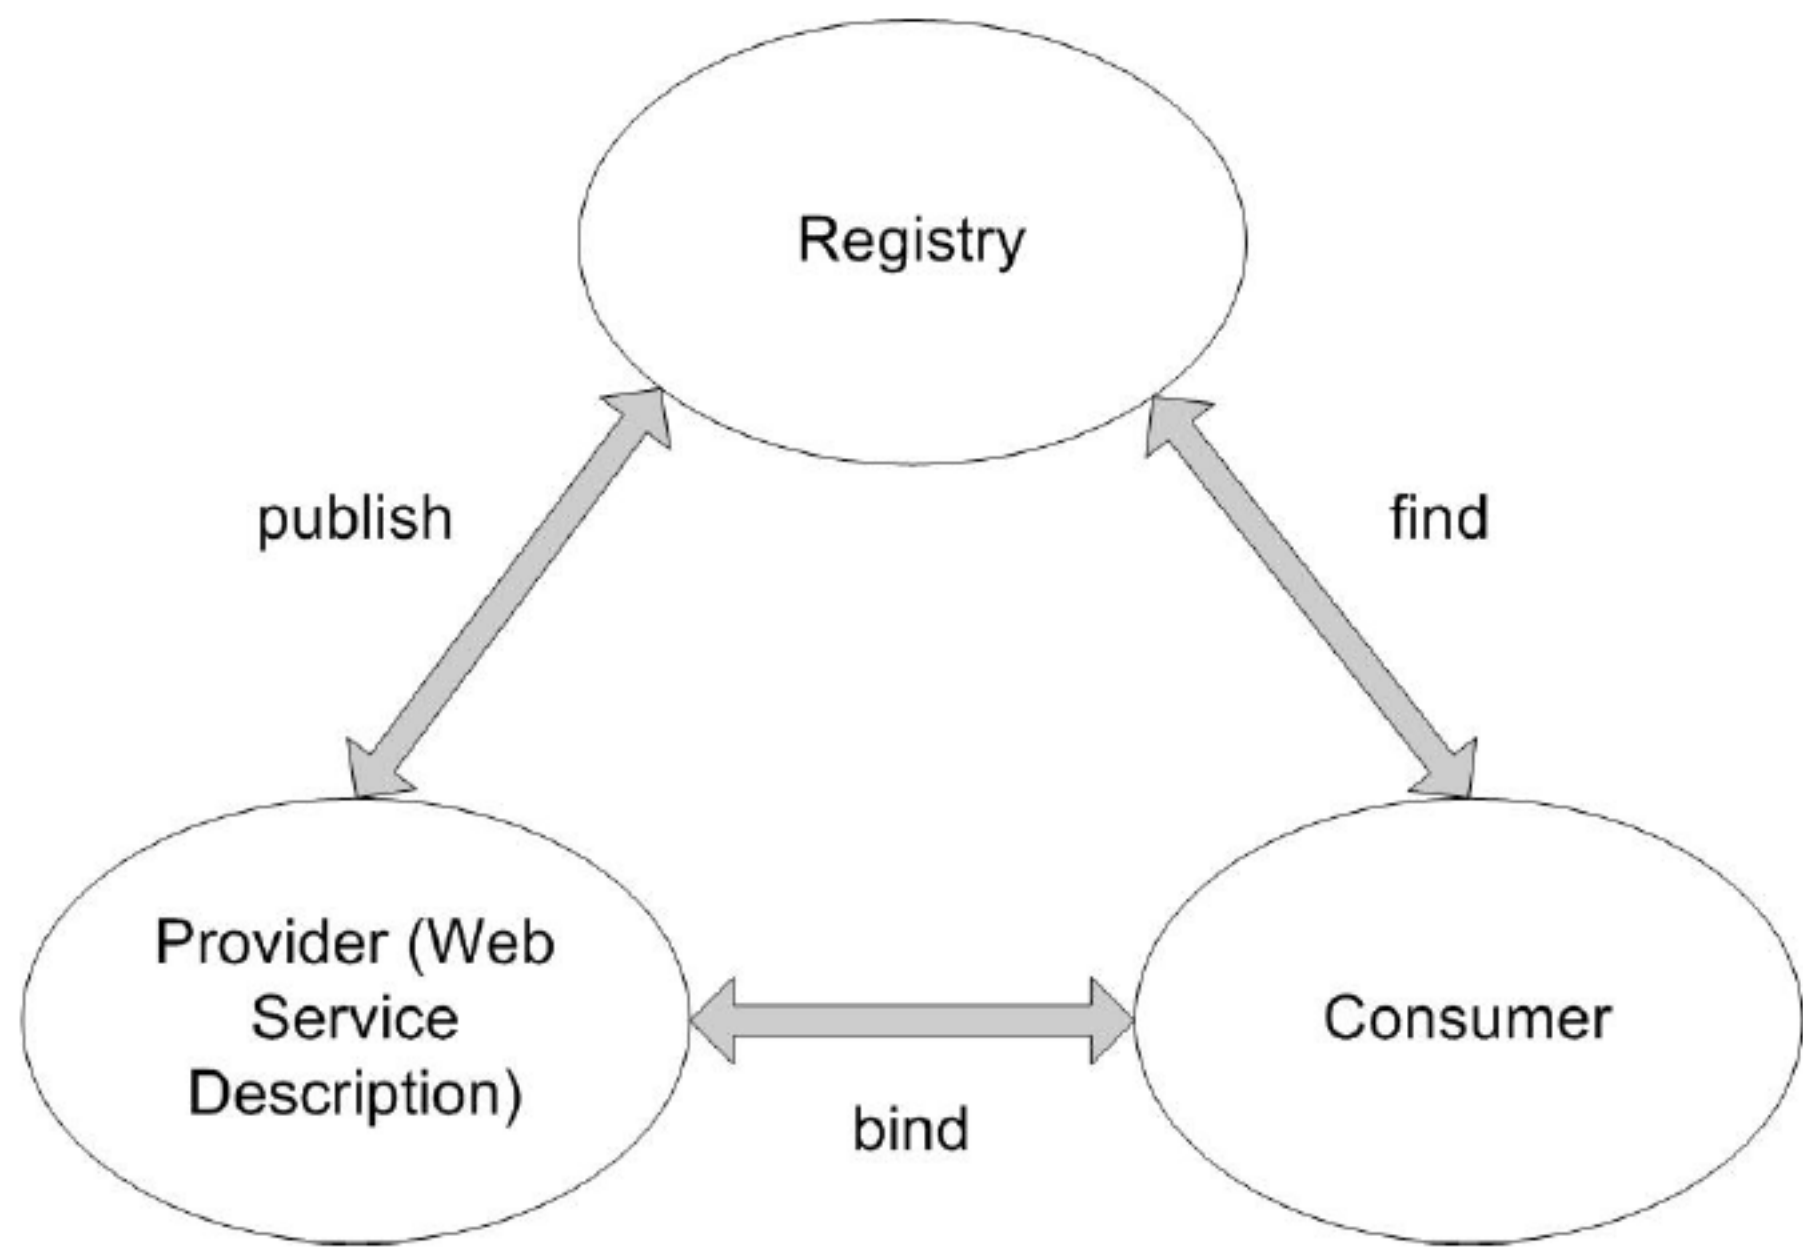 Registry
publish
find
Provider (Web
Service
Description)
Consumer
bind